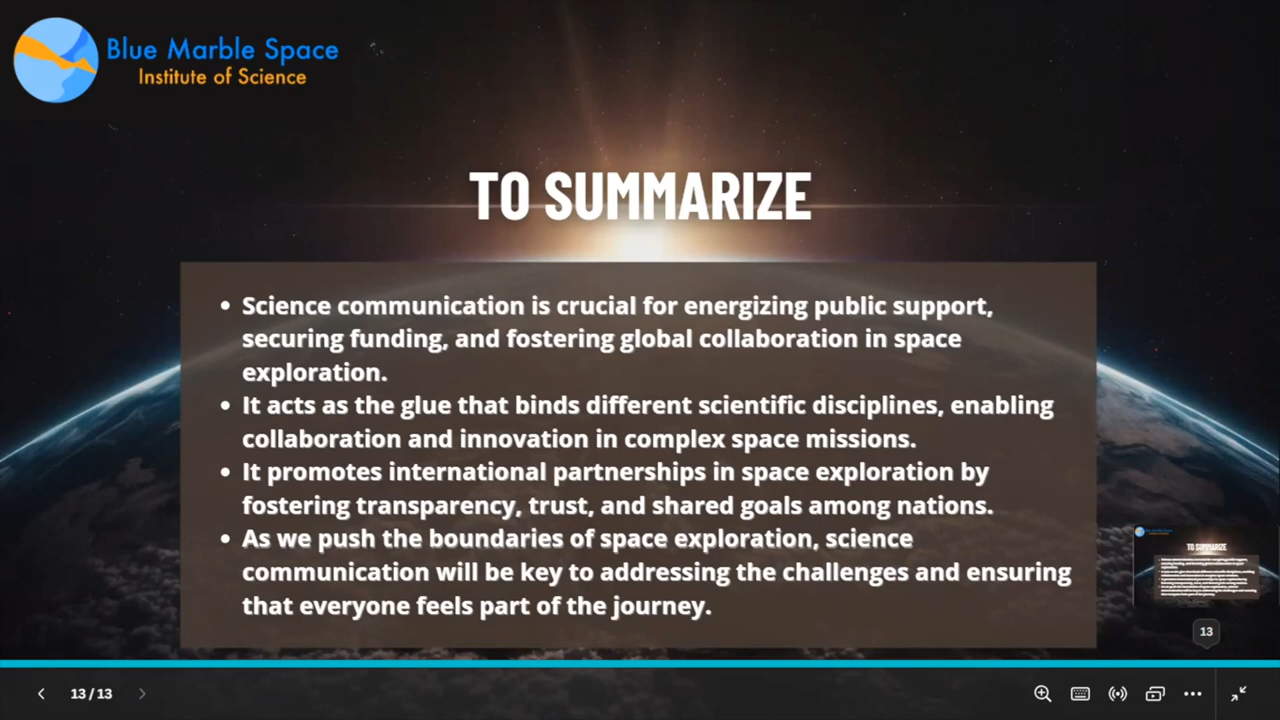 Blue Marble Space
Institute of Science
TO SUMMARIZE
• Science communication is crucial for energizing public support,
securing funding, and fostering global collaboration in space
exploration.
• It acts as the glue that binds different scientific disciplines, enabling
collaboration and innovation in complex space missions.
• It promotes international partnerships in space exploration by
fostering transparency, trust, and shared goals among nations.
• As we push the boundaries of space exploration, science
communication will be key to addressing the challenges and ensuring
that everyone feels part of the journey.
TO SUMMARIZE
13
13 / 13